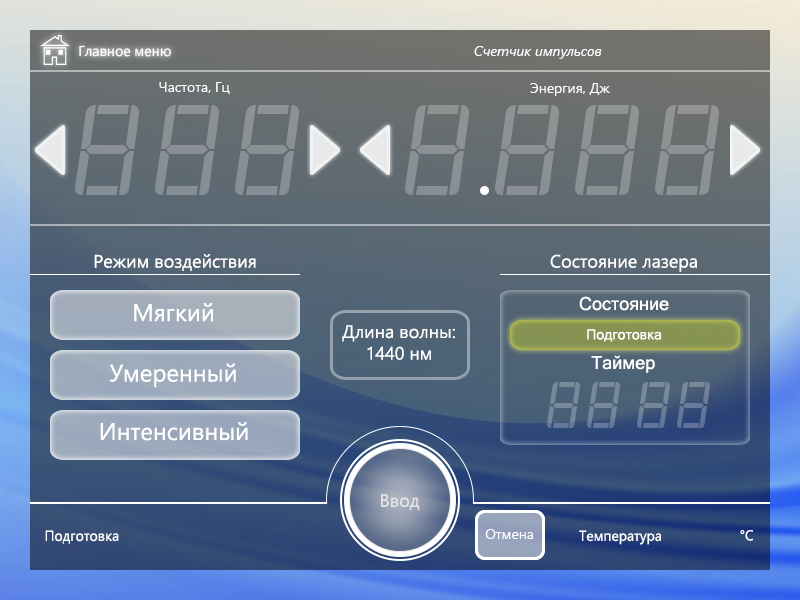 Главное меню
Счетчик импульсов
Частота, Гц
Энергия, Дж
Режим воздействия
Состояние лазера
Мягкий
Умеренный
Интенсивный
Длина волны:
1440 нм
Состояние
Подготовка
Таймер
Ввод
Подготовка
Отмена
Температура
°C